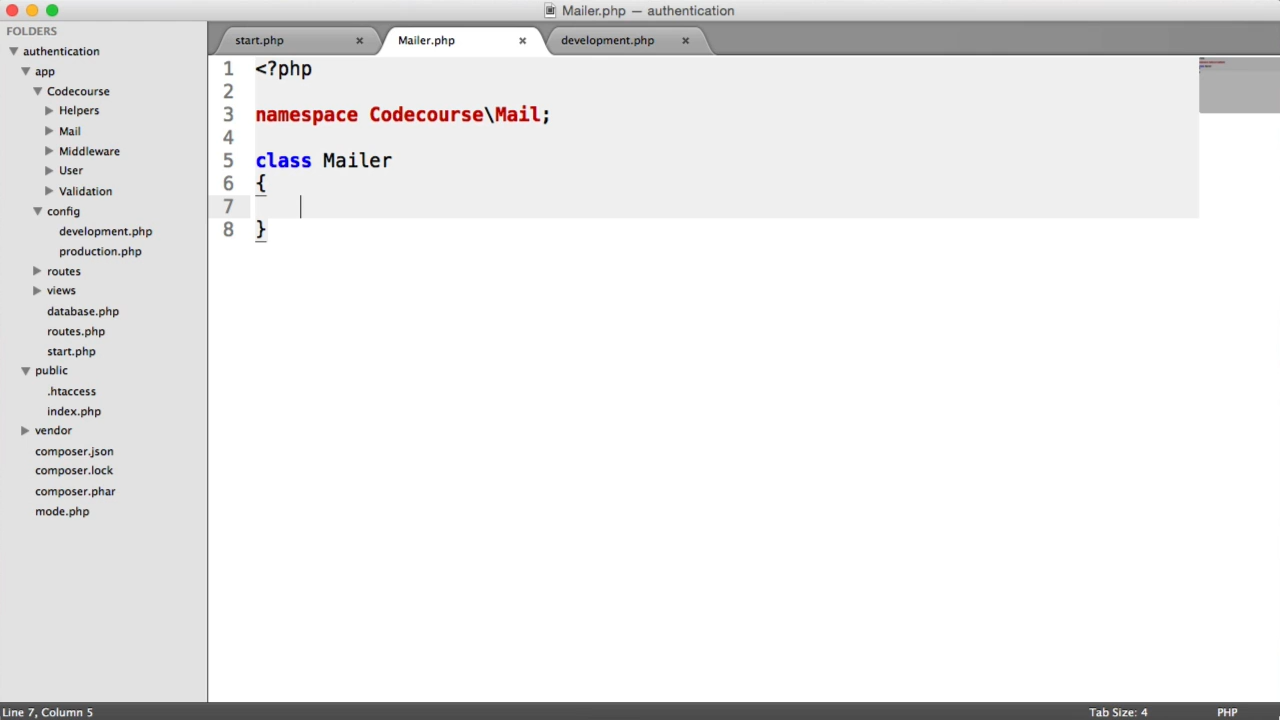 Mailer.php — authentication
FOLDERS
authentication
app
Codecourse
Helpers
Mail
Middleware
User
Validation
config
development.php
production.php
routes
views
database.php
routes.php
start.php
public
.htaccess
index.php
vendor
composer.json
composer.lock
composer.phar
mode.php
start.php × Mailer.php × development.php ×
1 <?php
2
3 namespace Codecourse\Mail;
4
5 class Mailer
6 {
7
8 }
Line 7, Column 5 Tab Size: 4 PHP